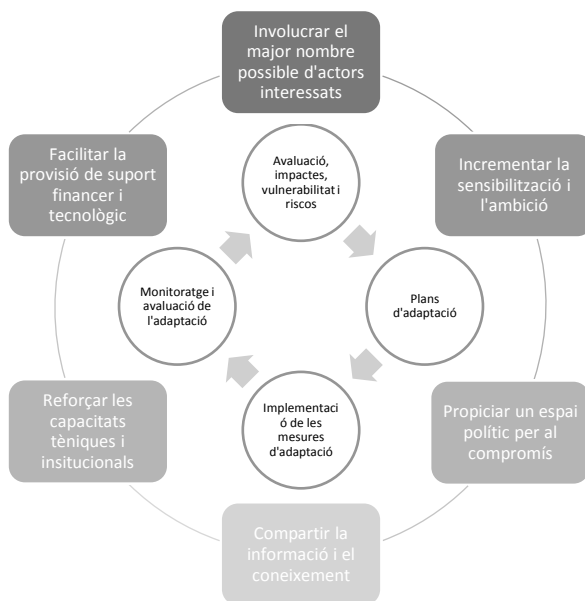 Involucrar el
major nombre
possible d'actors
interessats
Facilitar la
provisió de suport
financer i
tecnològic
Avaluació,
impactes,
vulnerabilitat i
riscos
Incrementar la
sensibilització i
l'ambició
Monitoratge i
avaluació de
l'adaptació
Plans
d'adaptació
Reforçar les
capacitats
tèniques i
insitucionals
Implementaci
ó de les
mesures
d'adaptació
Propiciar un espai
polític per al
compromís
Compartir la
informació i el
coneixement